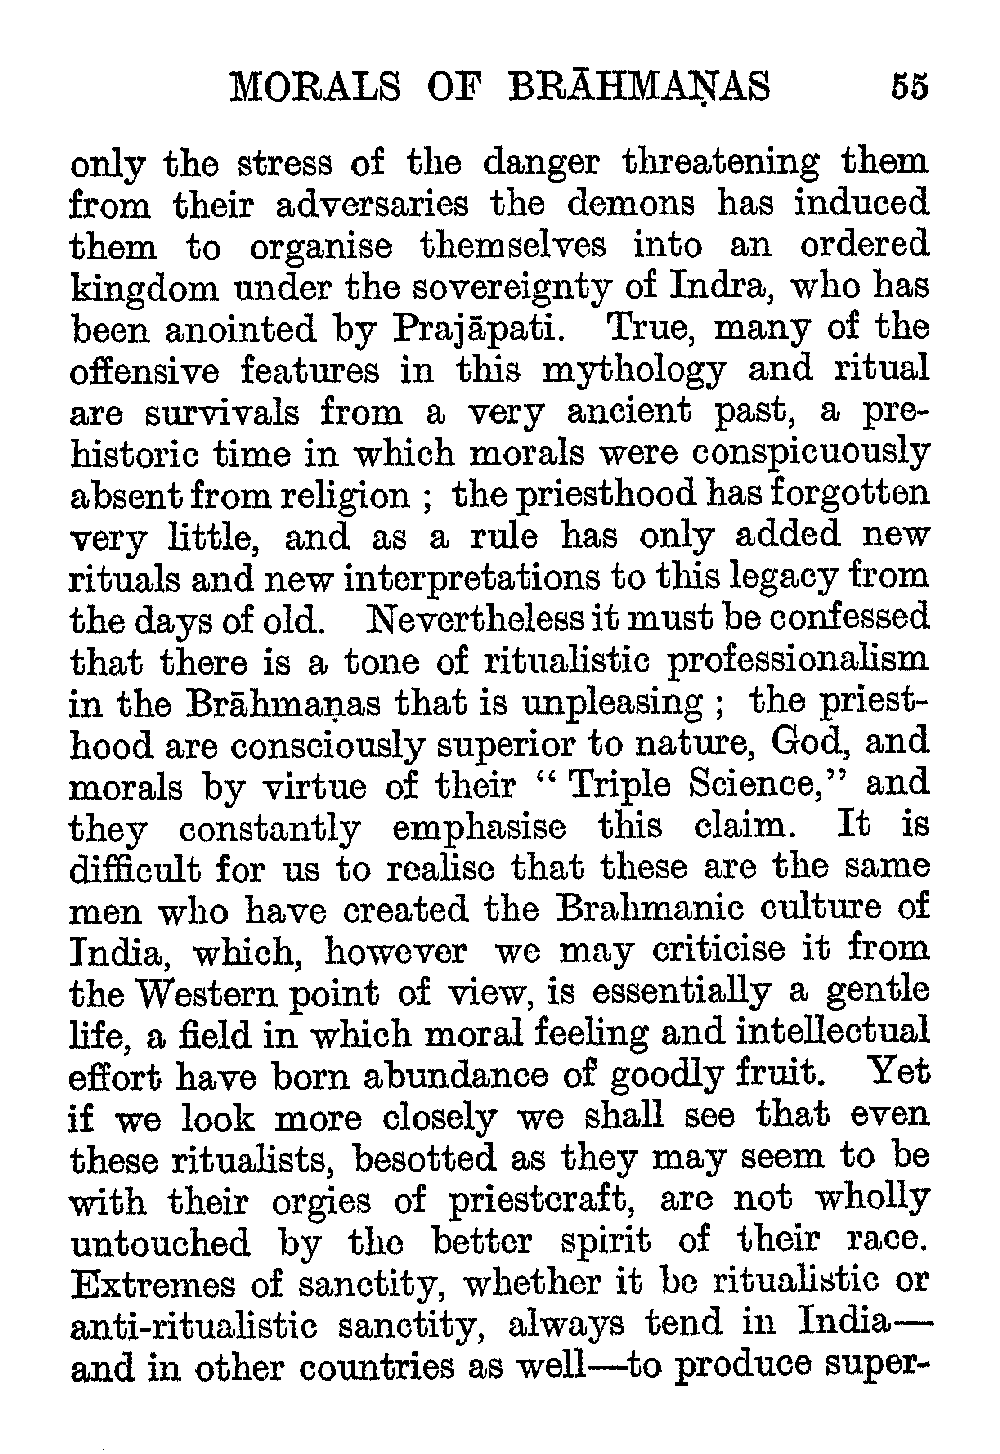 MORALS OF BRĀHMAṆAS 55
only the stress of the danger threatening them
from their adversaries the demons has induced
them to organise themselves into an ordered
kingdom under the sovereignty of Indra, who has
been anointed by Prajāpati. True, many of the
offensive features in this mythology and ritual
are survivals from a very ancient past, a pre-
historic time in which morals were conspicuously
absent from religion ; the priesthood has forgotten
very little, and as a rule has only added new
rituals and new interpretations to this legacy from
the days of old. Nevertheless it must be confessed
that there is a tone of ritualistic professionalism
in the Brāhmaṇas that is unpleasing ; the priest-
hood are consciously superior to nature, God, and
morals by virtue of their “ Triple Science,” and
they constantly emphasise this claim. It is
difficult for us to realise that these are the same
men who have created the Brahmanic culture of
India, which, however we may criticise it from
the Western point of view, is essentially a gentle
life, a field in which moral feeling and intellectual
effort have born abundance of goodly fruit. Yet
if we look more closely we shall see that even
these ritualists, besotted as they may seem to be
with their orgies of priestcraft, are not wholly
untouched by the better spirit of their race.
Extremes of sanctity, whether it be ritualistic or
anti-ritualistic sanctity, always tend in India—
and in other countries as well—to produce super-